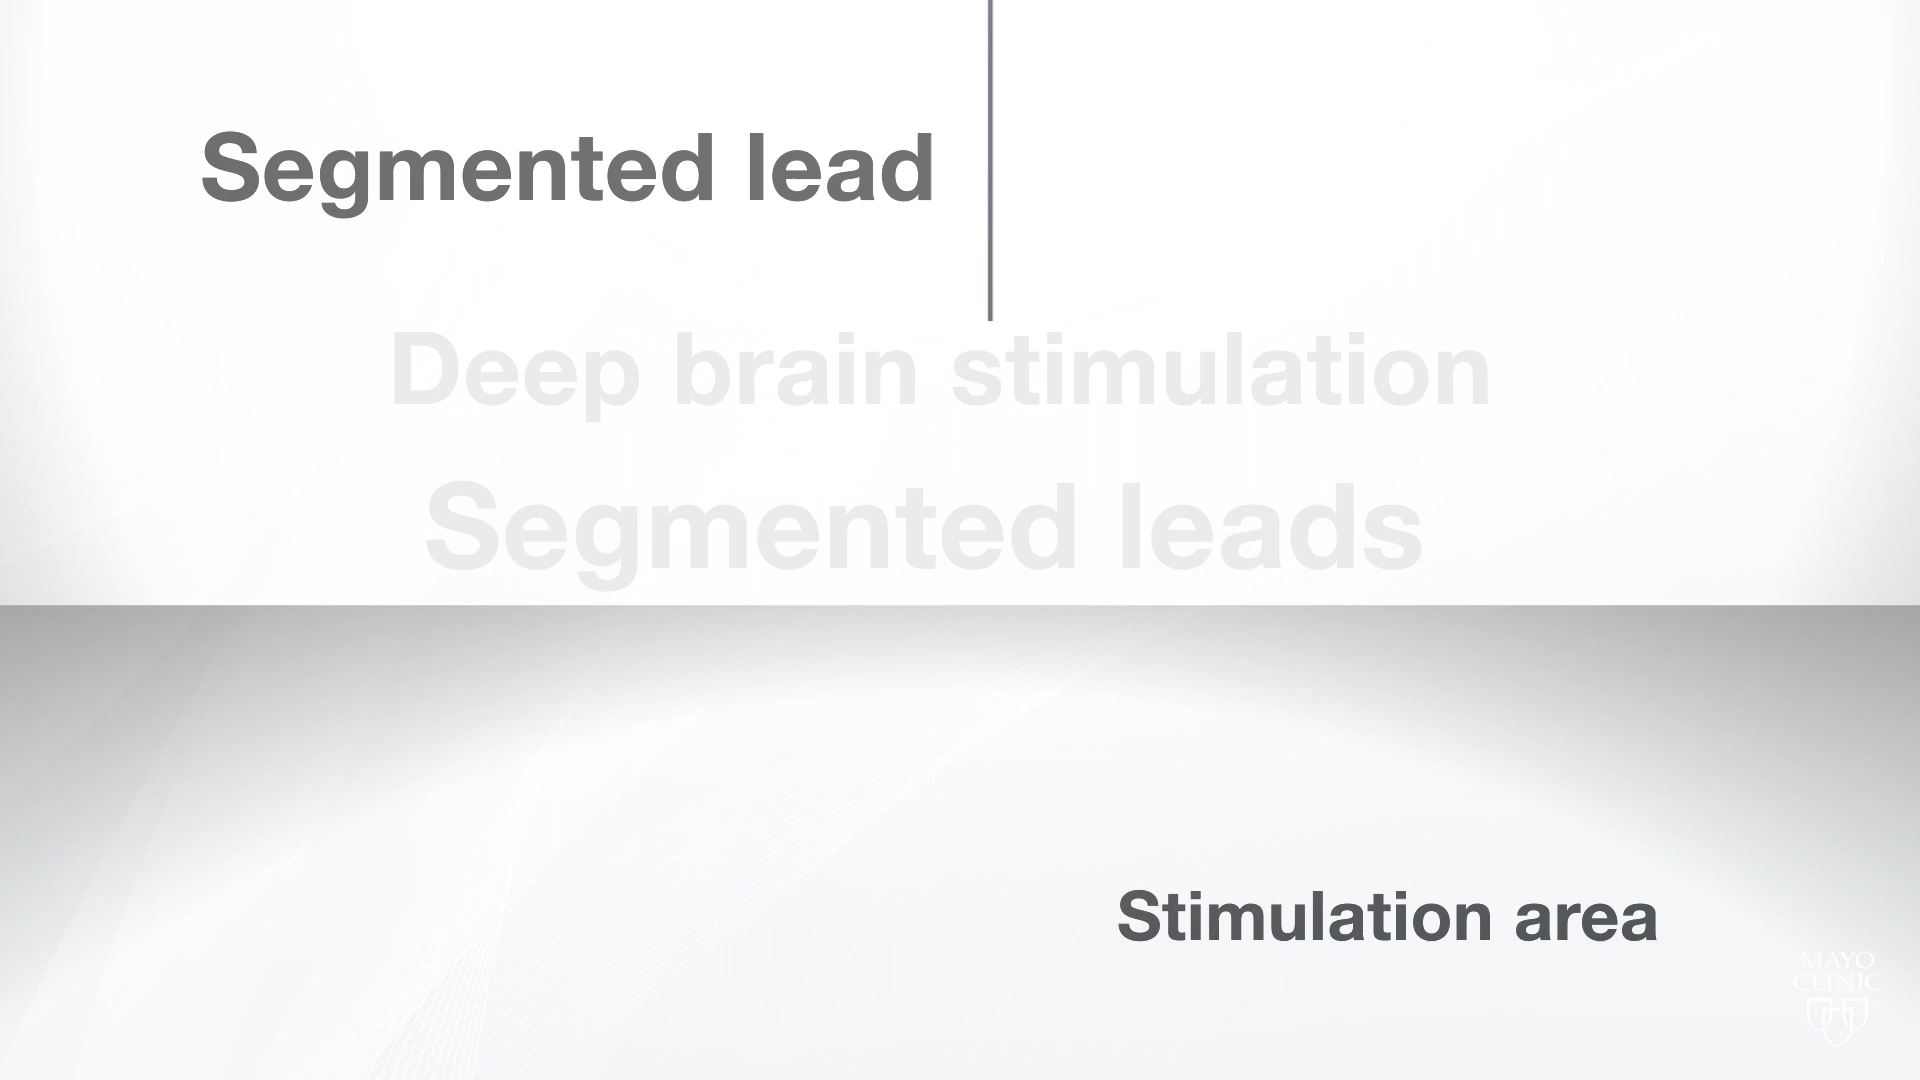 Segmented lead
Deep brain stimulation
Segmented leads
Stimulation area
MAYO
CLINIC